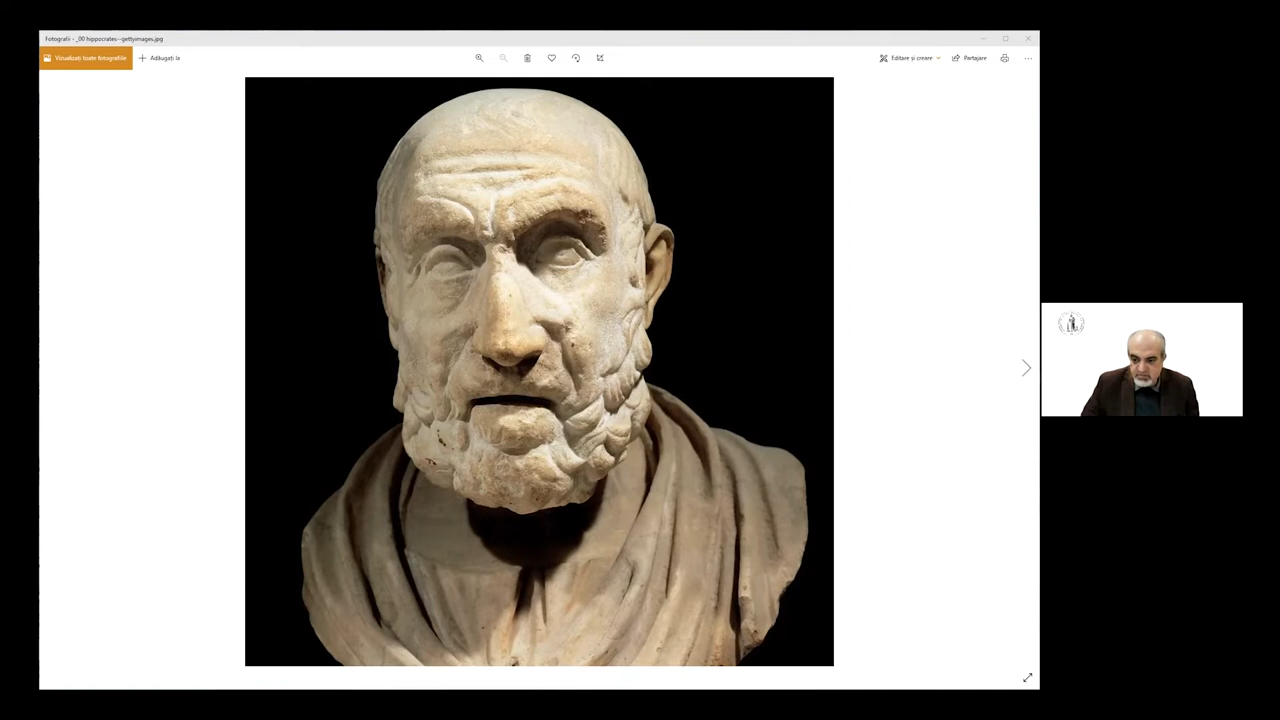 Fotografii - _00 hippocrates--gettyimages.jpg
Vizualizați toate fotografiile
Adăugați la
Editare și creare
Partajare